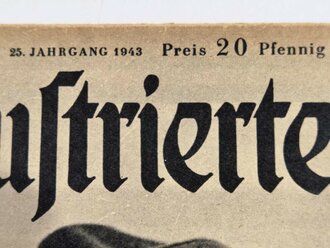 25. JAHRGANG 1943 Preis 20 Pfennig
ustrierte